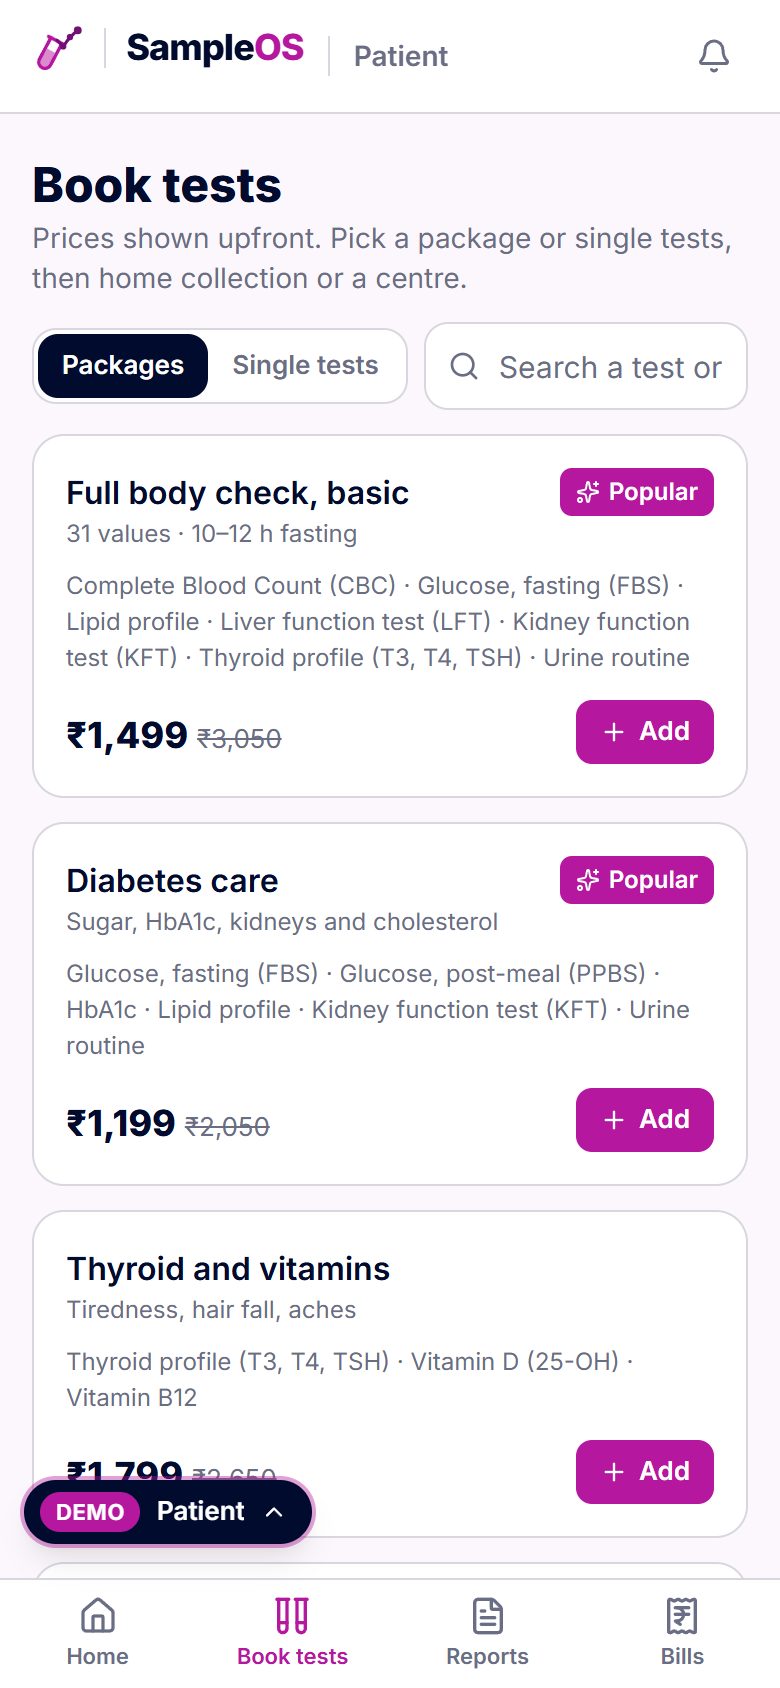 SampleOS
Patient
Book tests
Prices shown upfront. Pick a package or single tests,
then home collection or a centre.
Packages
Single tests
Search a test or
Full body check, basic
Popular
31 values · 10–12 h fasting
Complete Blood Count (CBC) · Glucose, fasting (FBS) ·
Lipid profile · Liver function test (LFT) · Kidney function
test (KFT) · Thyroid profile (T3, T4, TSH) · Urine routine
₹1,499 ₹3,050
Add
Diabetes care
Popular
Sugar, HbA1c, kidneys and cholesterol
Glucose, fasting (FBS) · Glucose, post-meal (PPBS) ·
HbA1c · Lipid profile · Kidney function test (KFT) · Urine
routine
₹1,199 ₹2,050
Add
Thyroid and vitamins
Tiredness, hair fall, aches
Thyroid profile (T3, T4, TSH) · Vitamin D (25-OH) ·
Vitamin B12
₹1,799 ₹2,650
Add
DEMO Patient
Home
Book tests
Reports
Bills